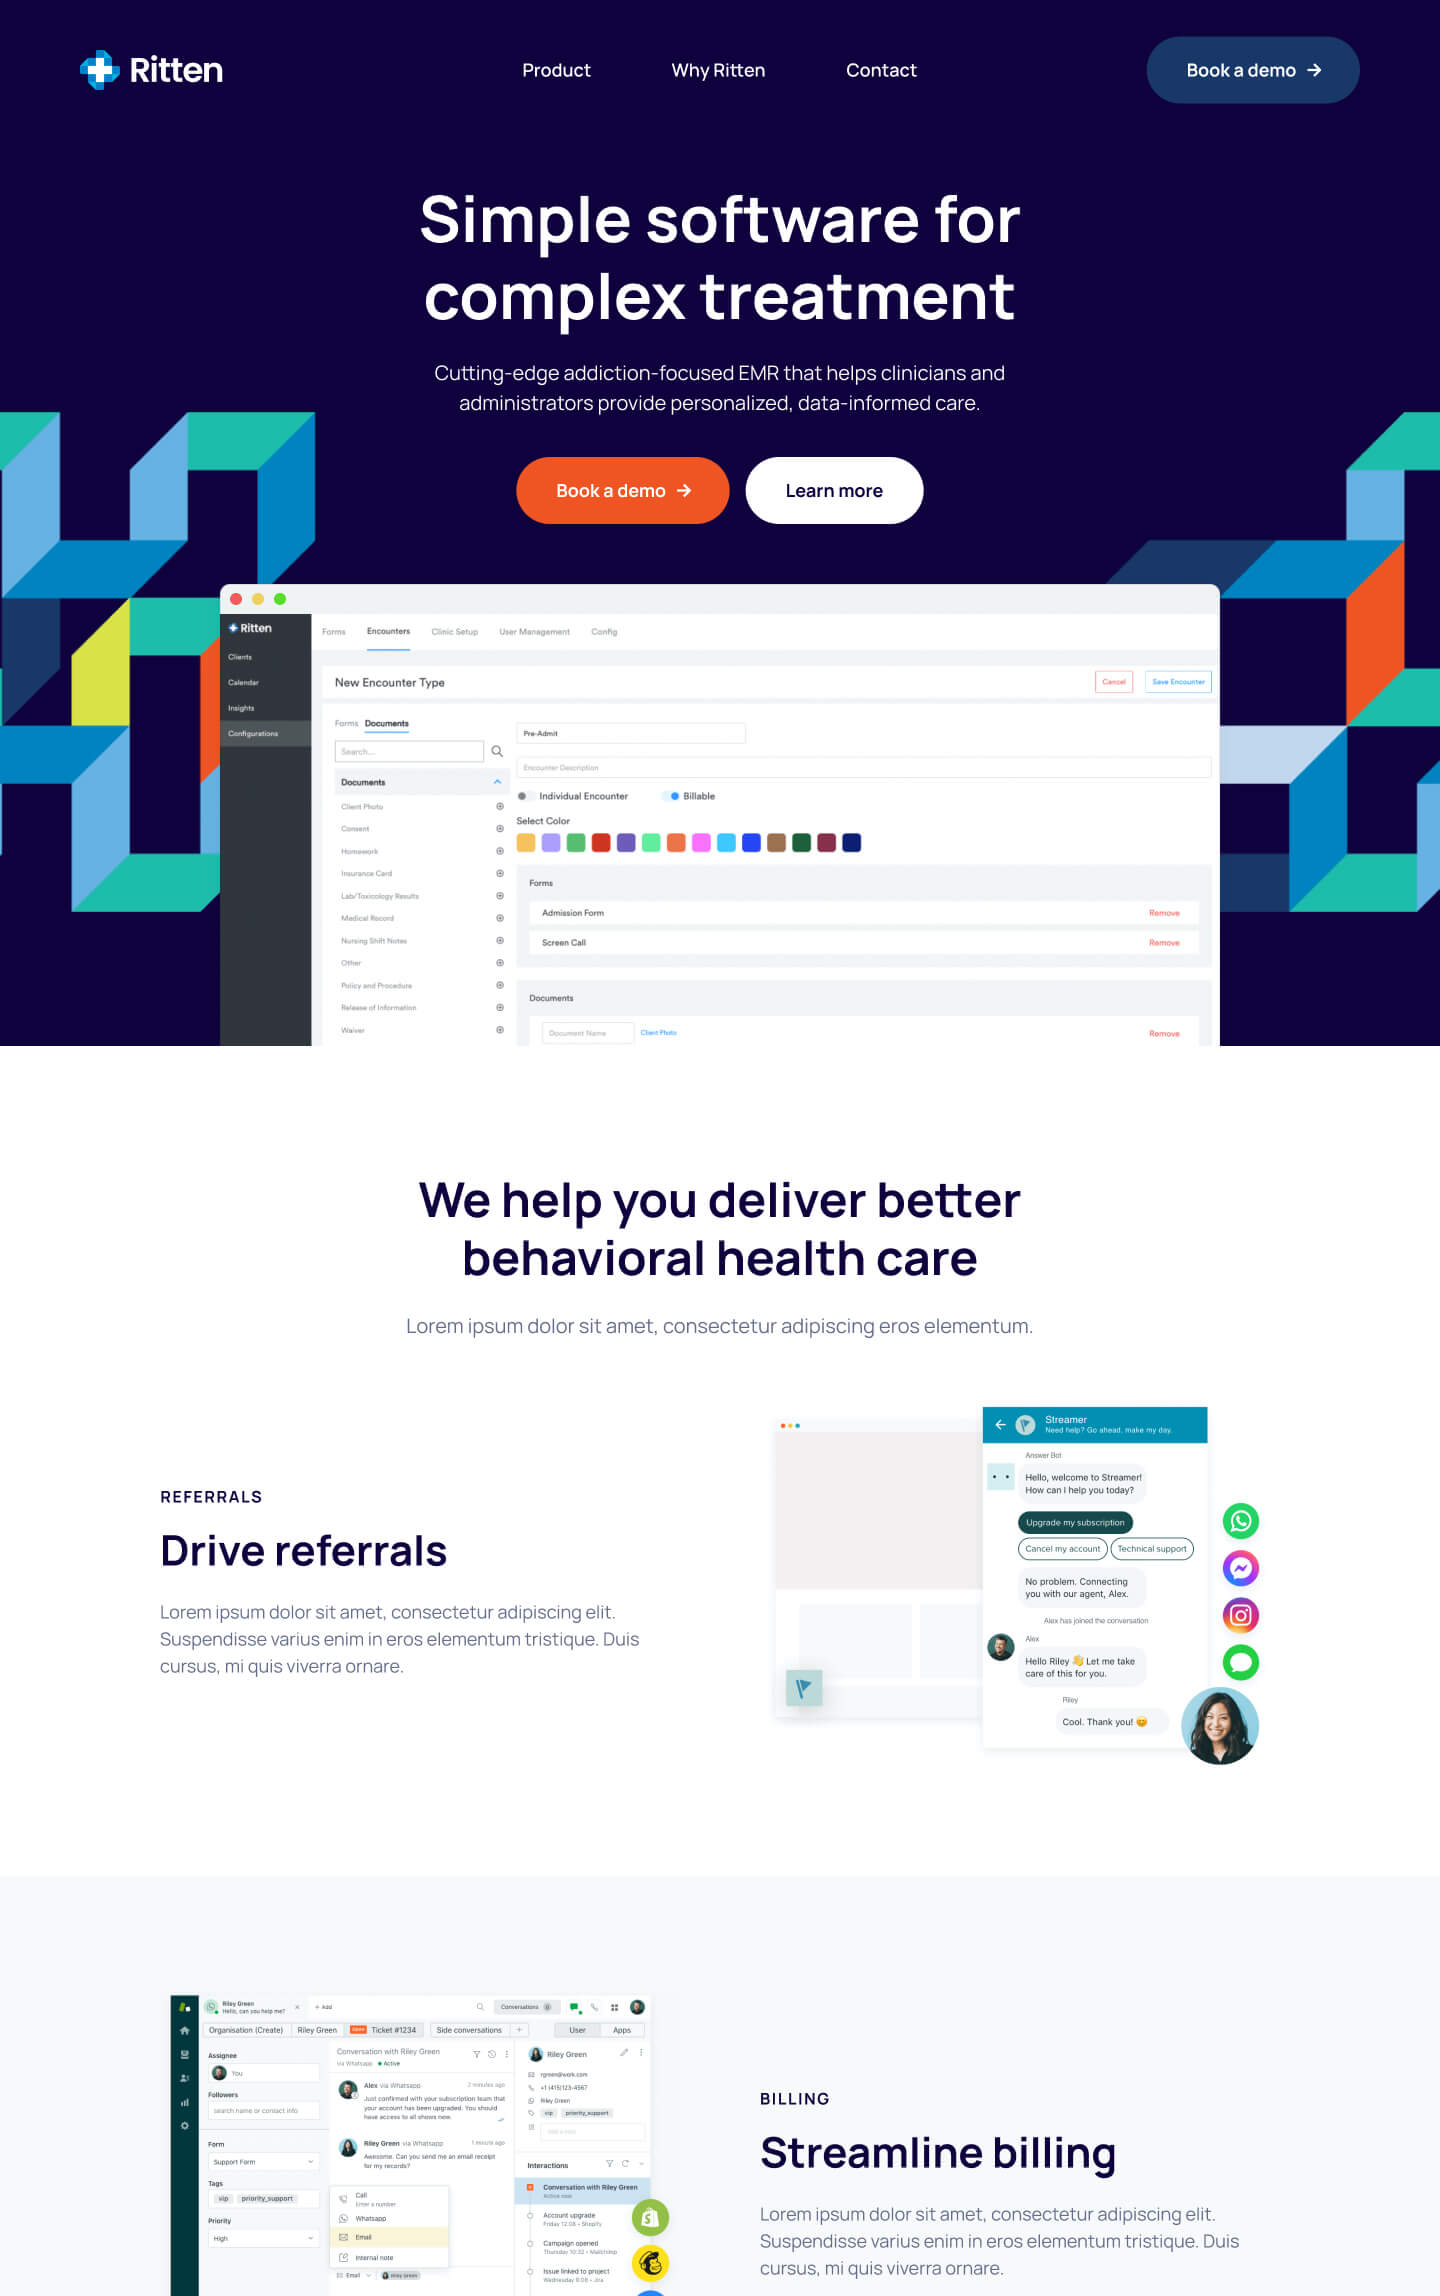 Ritten
Product
Why Ritten
Contact
Book a demo
Simple software for
complex treatment
Cutting-edge addiction-focused EMR that helps clinicians and
administrators provide personalized, data-informed care.
Book a demo
Learn more
Ritten
Clients
Calendar
Insights
Configurations
Forms
Encounters
Clinic Setup
User Management
Config
New Encounter Type
Cancel
Save Encounter
Forms
Documents
Search...
Documents
Client Photo
Consent
Homework
Insurance Card
Lab/Toxicology Results
Medical Record
Nursing Shift Notes
Other
Policy and Procedure
Release of Information
Waiver
Pre-Admit
Encounter Description
Individual Encounter
Billable
Select Color
Forms
Admission Form
Remove
Screen Call
Remove
Documents
Document Name
Client Photo
Remove
We help you deliver better
behavioral health care
Lorem ipsum dolor sit amet, consectetur adipiscing eros elementum.
REFERRALS
Drive referrals
Lorem ipsum dolor sit amet, consectetur adipiscing elit.
Suspendisse varius enim in eros elementum tristique. Duis
cursus, mi quis viverra ornare.
Streamer
Need help? Go ahead, make my day.
Answer Bot
Hello, welcome to Streamer!
How can I help you today?
Upgrade my subscription
Cancel my account
Technical support
No problem. Connecting
you with our agent, Alex.
Alex has joined the conversation
Alex
Hello Riley 👋 Let me take
care of this for you.
Riley
Cool. Thank you! 😊
Riley Green
Hello, can you help me?
+ Add
Conversations 0
Organisation (Create)
Riley Green
Ticket #1234
Side conversations
+
User
Apps
Assignee
You
Followers
search name or contact info
Form
Support Form
Tags
vip
priority_support
Priority
High
Conversation with Riley Green
via Whatsapp
Active
Alex via Whatsapp
2 minutes ago
Just confirmed with your subscription team that
your account has been upgraded. You should
have access to all shows now.
Riley Green via Whatsapp
1 minute ago
Awesome. Can you send me an email receipt
for my records?
Call
Enter a number
Whatsapp
Email
Internal note
Email
Riley Green
Riley Green
rgreen@work.com
+1 (415)123-4567
Riley Green
vip
priority_support
Add a note
Interactions
Conversation with Riley Green
Active now
Account upgrade
Friday 12:08 • Shopify
Campaign opened
Thursday 10:32 • Mailchimp
Issue linked to project
Wednesday 9:08 • Jira
BILLING
Streamline billing
Lorem ipsum dolor sit amet, consectetur adipiscing elit.
Suspendisse varius enim in eros elementum tristique. Duis
cursus, mi quis viverra ornare.